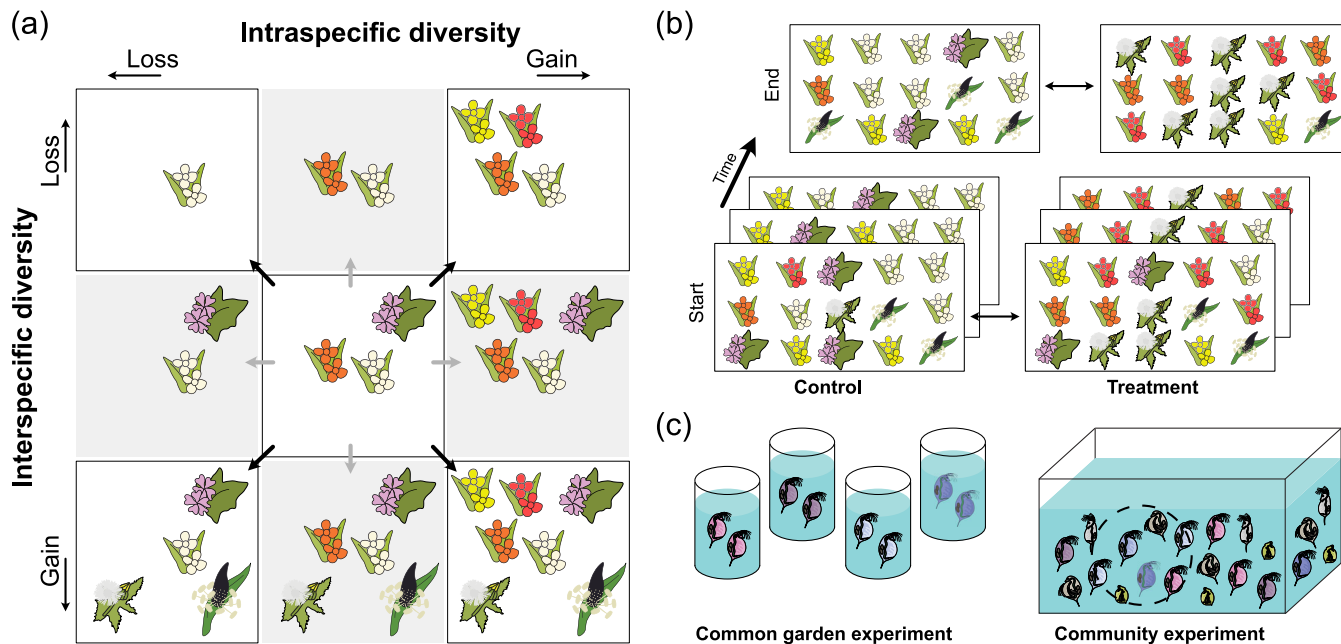 (a)
Intraspecific diversity
Loss
Gain
Interspecific diversity
Loss
Gain
(b)
End
Time
Start
Control
Treatment
(c)
Common garden experiment
Community experiment